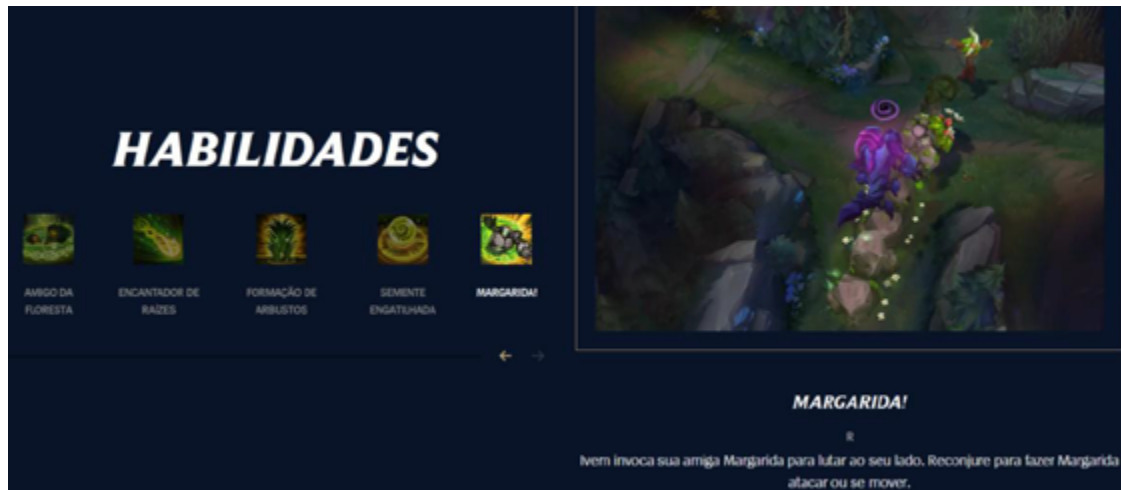 HABILIDADES
AMIGO DA
FLORESTA
ENCANTADOR DE
RAÍZES
FORMAÇÃO DE
ARBUSTOS
SEMENTE
ENGATILHADA
MARGARIDA!
MARGARIDA!
R
Ivern invoca sua amiga Margarida para lutar ao seu lado. Reconjure para fazer Margarida
atacar ou se mover.